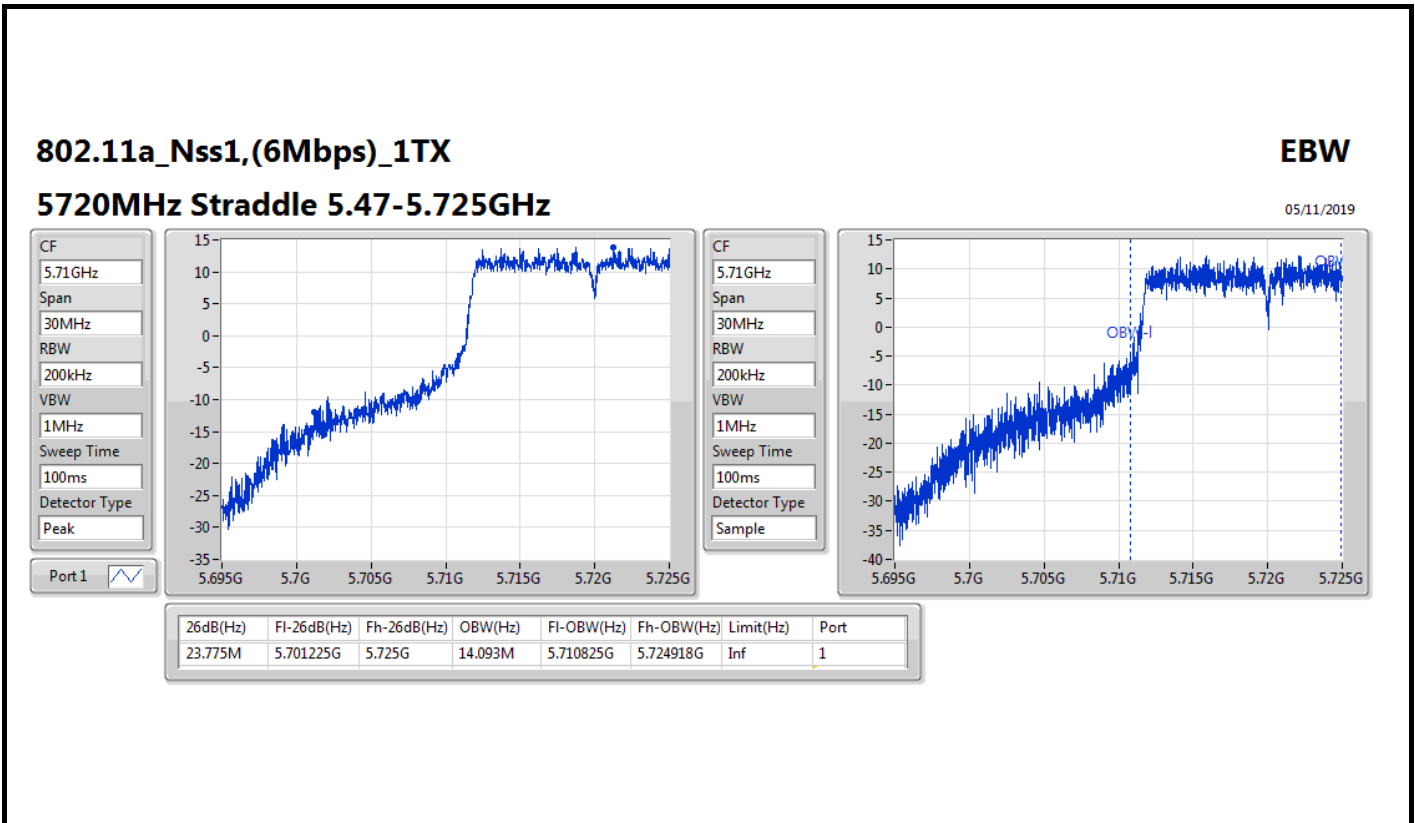 802.11a_Nss1,(6Mbps)_1TX
EBW
5720MHz Straddle 5.47-5.725GHz
05/11/2019
CF
5.71GHz
Span
30MHz
RBW
200kHz
VBW
1MHz
Sweep Time
100ms
Detector Type
Peak
Port 1
15
10
5
0
-5
-10
-15
-20
-25
-30
-35
5.695G 5.7G 5.705G 5.71G 5.715G 5.72G 5.725G
CF
5.71GHz
Span
30MHz
RBW
200kHz
VBW
1MHz
Sweep Time
100ms
Detector Type
Sample
15
10
5
0
-5
-10
-15
-20
-25
-30
-35
-40
OBW-l
5.695G 5.7G 5.705G 5.71G 5.715G 5.72G 5.725G
26dB(Hz) Fl-26dB(Hz) Fh-26dB(Hz) OBW(Hz) Fl-OBW(Hz) Fh-OBW(Hz) Limit(Hz) Port
23.775M 5.701225G 5.725G 14.093M 5.710825G 5.724918G Inf 1